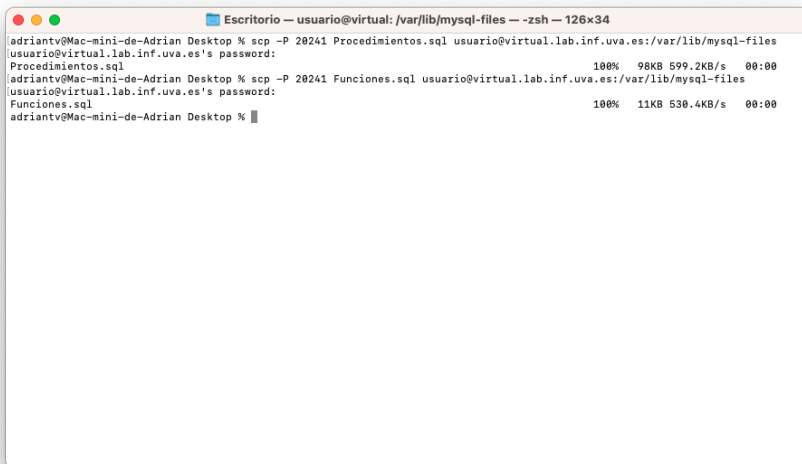 Escritorio — usuario@virtual: /var/lib/mysql-files — -zsh — 126×34
[adriantv@Mac-mini-de-Adrian Desktop % scp -P 20241 Procedimientos.sql usuario@virtual.lab.inf.uva.es:/var/lib/mysql-files
[usuario@virtual.lab.inf.uva.es's password:
Procedimientos.sql 100% 98KB 599.2KB/s 00:00
[adriantv@Mac-mini-de-Adrian Desktop % scp -P 20241 Funciones.sql usuario@virtual.lab.inf.uva.es:/var/lib/mysql-files
[usuario@virtual.lab.inf.uva.es's password:
Funciones.sql 100% 11KB 530.4KB/s 00:00
adriantv@Mac-mini-de-Adrian Desktop %